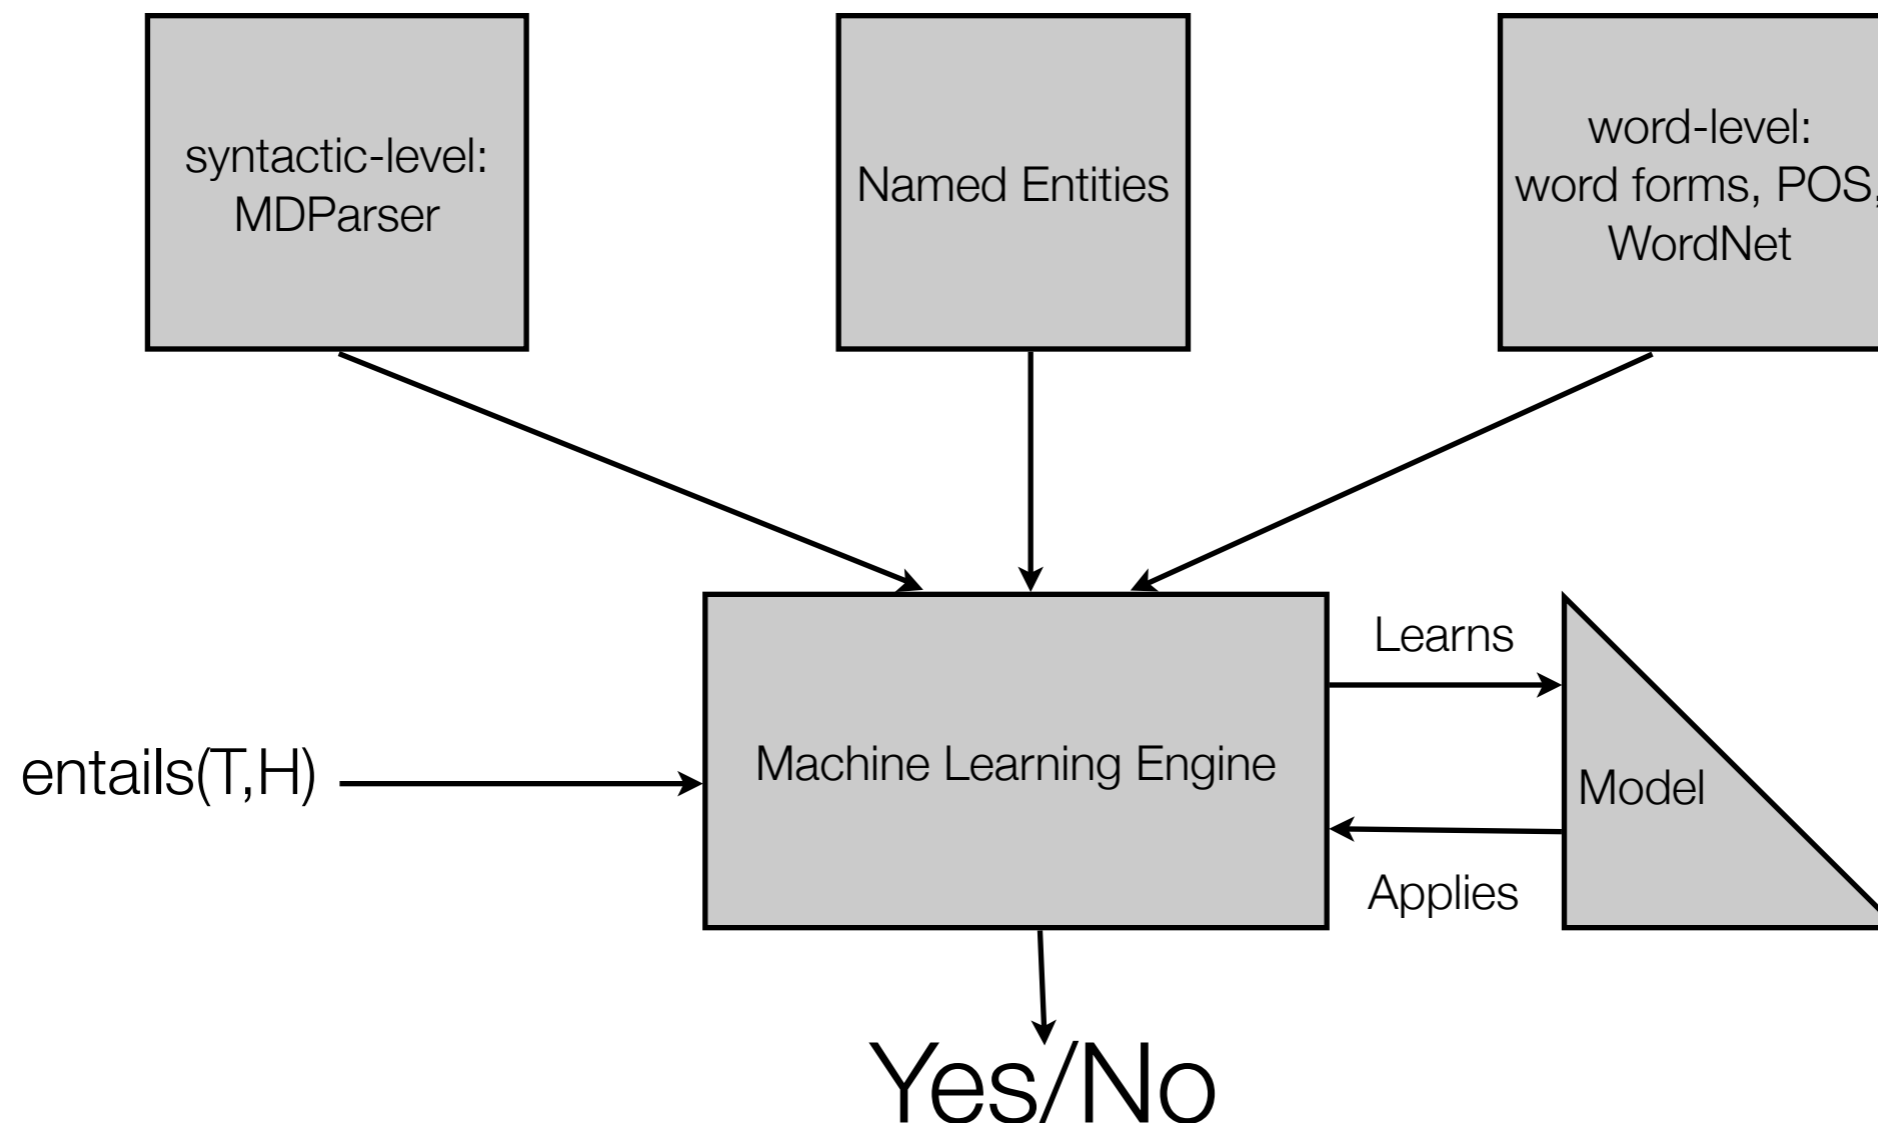 syntactic-level:
MDParser
Named Entities
word-level:
word forms, POS,
WordNet
Learns
Machine Learning Engine
entails(T,H)
Model
Applies
Yes/No